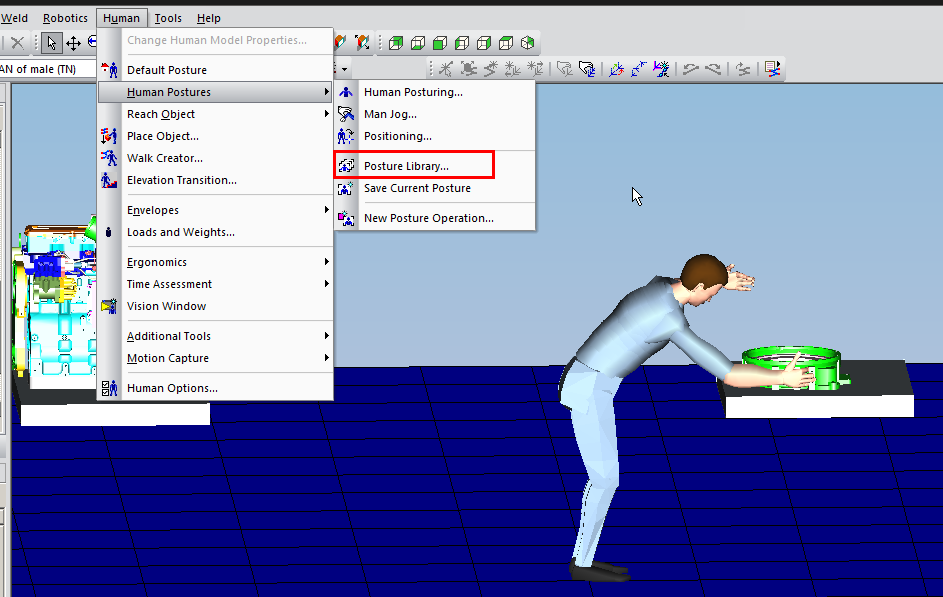 Weld Robotics Human Tools Help
AN of male (TN)
Change Human Model Properties...
Default Posture
Human Postures
Reach Object
Place Object...
Walk Creator...
Elevation Transition...
Envelopes
Loads and Weights...
Ergonomics
Time Assessment
Vision Window
Additional Tools
Motion Capture
Human Options...
Human Posturing...
Man Jog...
Positioning...
Posture Library...
Save Current Posture
New Posture Operation...